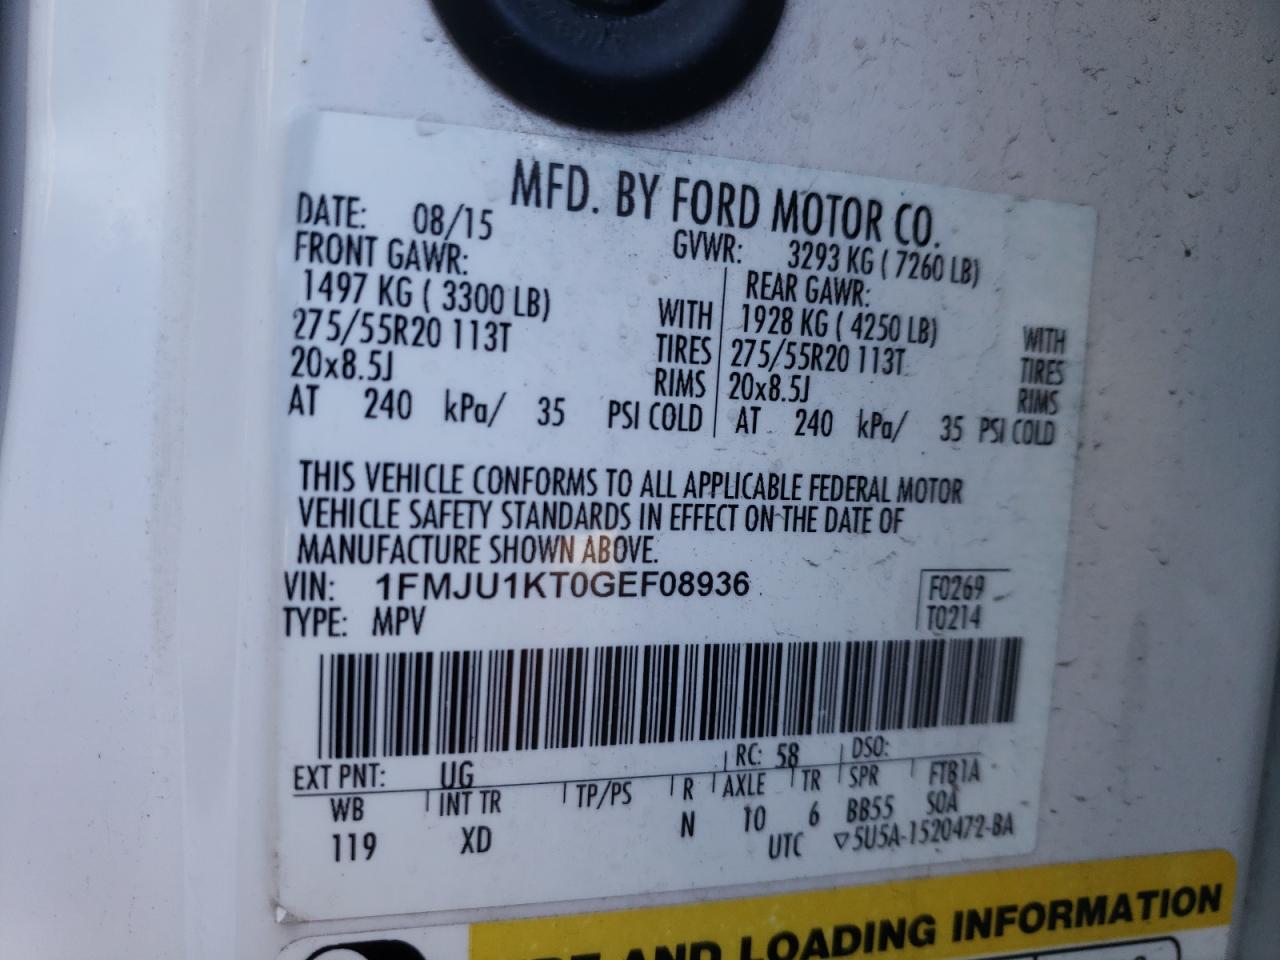 MFD. BY FORD MOTOR CO.
DATE: 08/15 GVWR: 3293 KG ( 7260 LB)
FRONT GAWR: REAR GAWR:
1497 KG ( 3300 LB) WITH 1928 KG ( 4250 LB) WITH
275/55R20 113T TIRES 275/55R20 113T TIRES
20x8.5J RIMS 20x8.5J RIMS
AT 240 kPa/ 35 PSI COLD AT 240 kPa/ 35 PSI COLD
THIS VEHICLE CONFORMS TO ALL APPLICABLE FEDERAL MOTOR
VEHICLE SAFETY STANDARDS IN EFFECT ON THE DATE OF
MANUFACTURE SHOWN ABOVE.
VIN: 1FMJU1KT0GEF08936 F0269
TYPE: MPV T0214
EXT PNT: UG RC: 58 DSO:
WB INT TR TP/PS R AXLE TR SPR FTB1A
119 XD N 10 6 BB55 SOA
UTC ▽5U5A-1520472-BA
AND LOADING INFORMATION